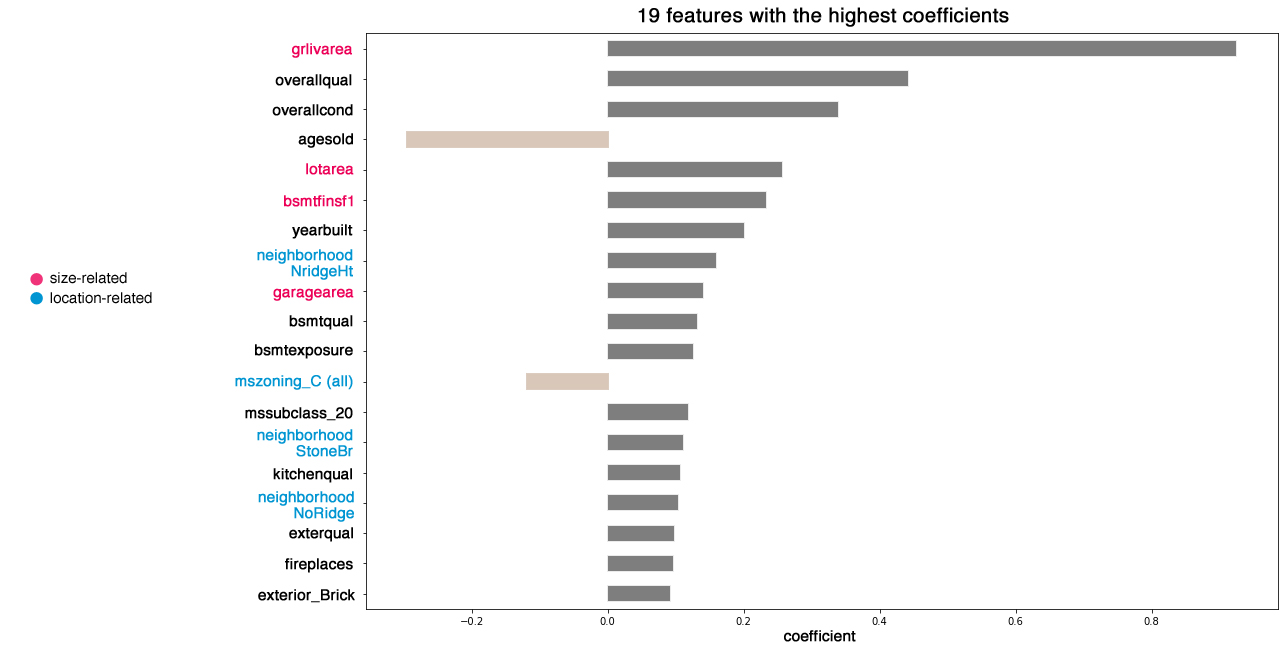 19 features with the highest coefficients
grlivarea
overallqual
overallcond
agesold
lotarea
bsmtfinsf1
yearbuilt
neighborhood
NridgeHt
size-related
garagearea
location-related
bsmtqual
bsmtexposure
mszoning_C (all)
mssubclass_20
neighborhood
StoneBr
kitchenqual
neighborhood
NoRidge
exterqual
fireplaces
exterior_Brick
−0.2 0.0 0.2 0.4 0.6 0.8
coefficient